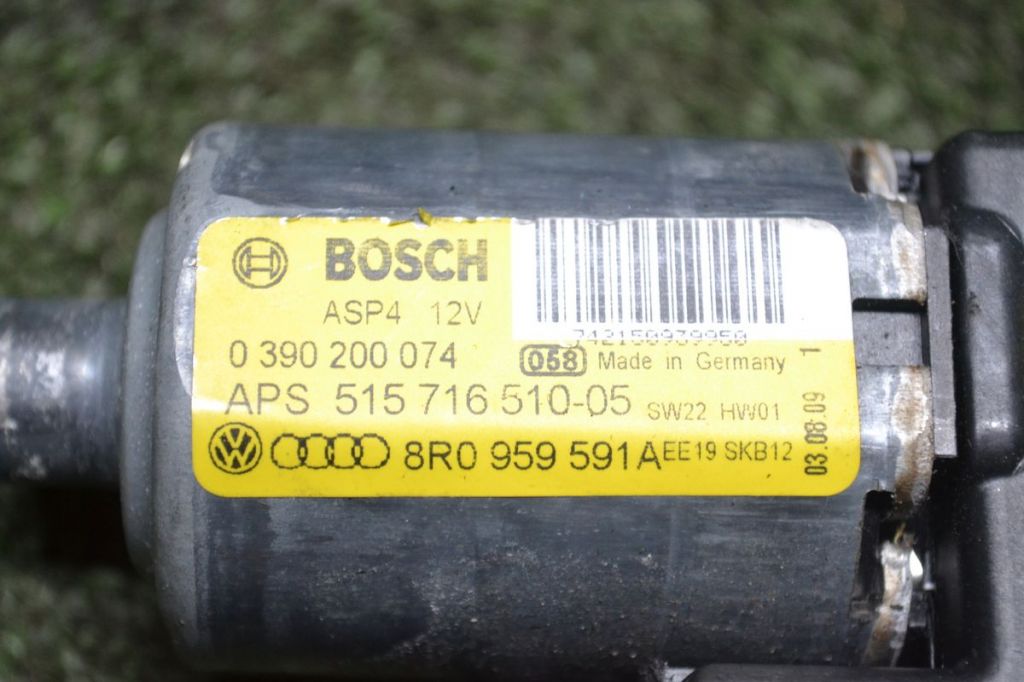 BOSCH
ASP4 12V
0 390 200 074
058 Made in Germany
APS 515 716 510-05 SW22 HW01
8R0 959 591A EE19 SKB12
03.08.09 1